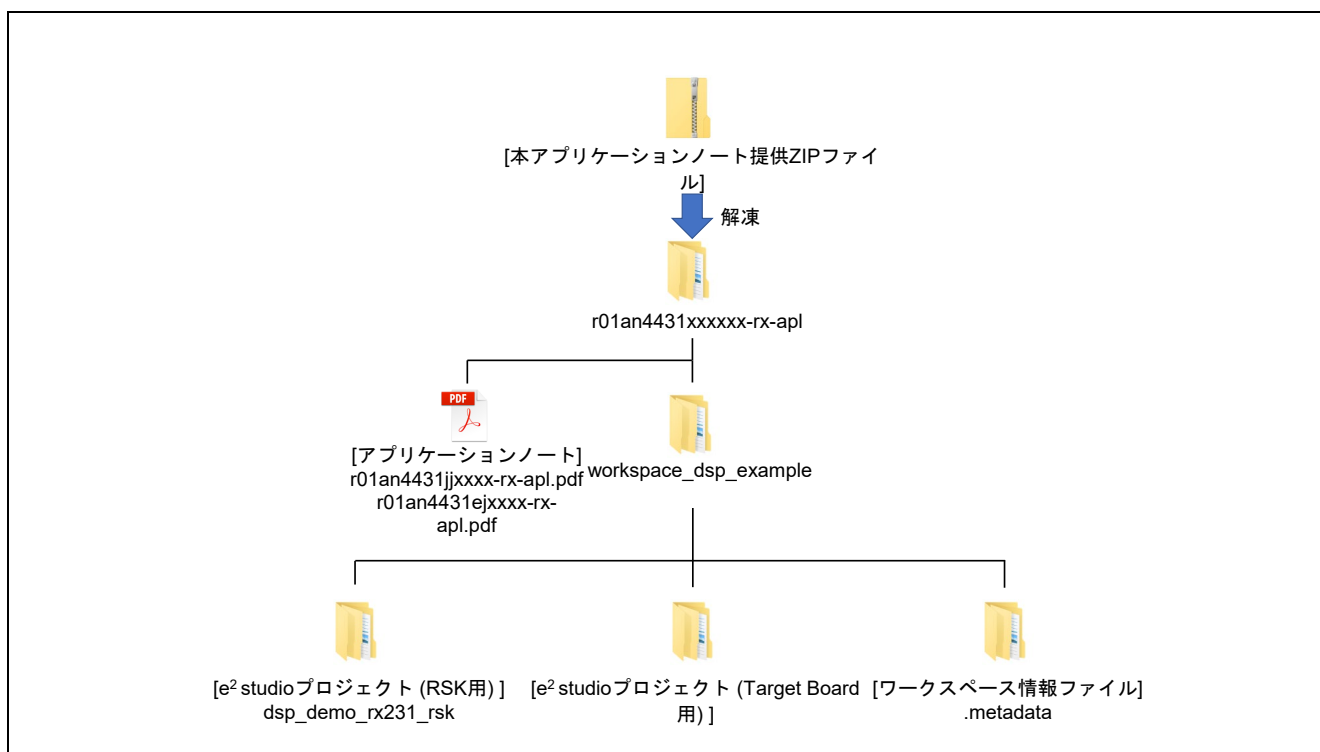 [本アプリケーションノート提供ZIPファイ
ル]
解凍
r01an4431xxxxxx-rx-apl
PDF
[アプリケーションノート]
r01an4431jjxxxx-rx-apl.pdf
r01an4431ejxxxx-rx-
apl.pdf
workspace_dsp_example
[e² studioプロジェクト (RSK用) ]
dsp_demo_rx231_rsk
[e² studioプロジェクト (Target Board
用) ]
[ワークスペース情報ファイル]
.metadata